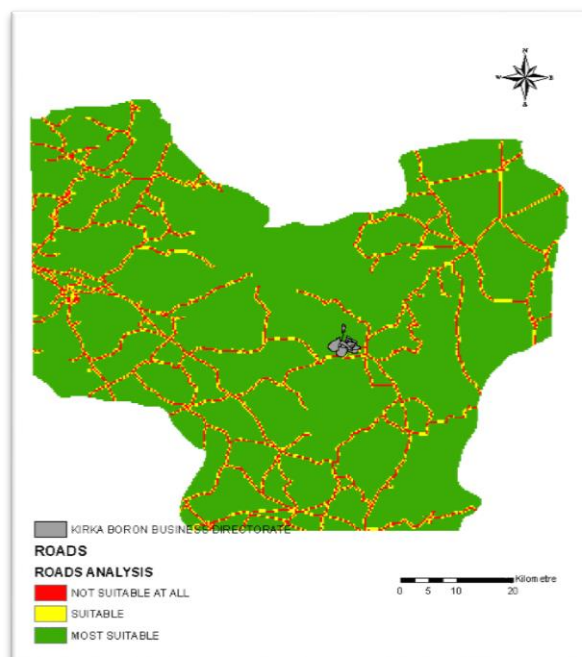 N
W E
S
KIRKA BORON BUSINESS DIRECTORATE
ROADS
ROADS ANALYSIS
NOT SUITABLE AT ALL
SUITABLE
MOST SUITABLE
Kilometre
0 5 10 20